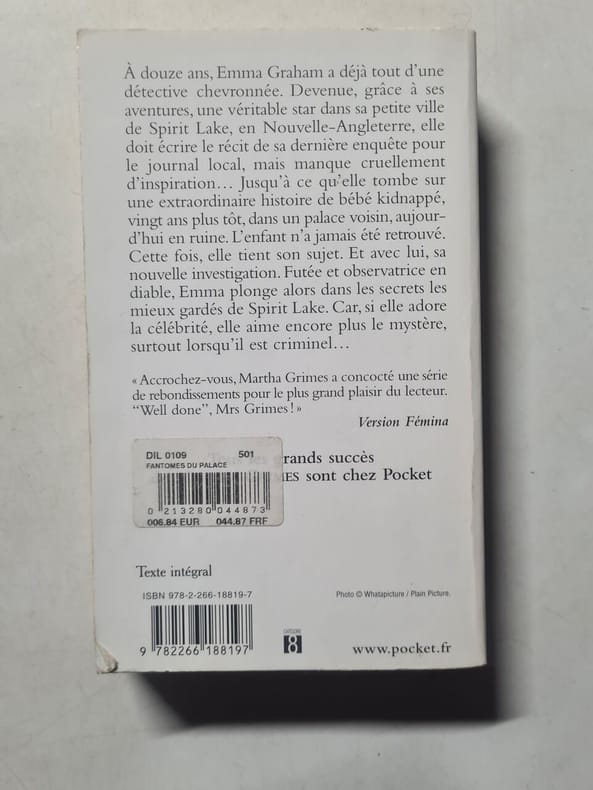 À douze ans, Emma Graham a déjà tout d'une
détective chevronnée. Devenue, grâce à ses
aventures, une véritable star dans sa petite ville
de Spirit Lake, en Nouvelle-Angleterre, elle
doit écrire le récit de sa dernière enquête pour
le journal local, mais manque cruellement
d'inspiration... Jusqu'à ce qu'elle tombe sur
une extraordinaire histoire de bébé kidnappé,
vingt ans plus tôt, dans un palace voisin, aujour-
d'hui en ruine. L'enfant n'a jamais été retrouvé.
Cette fois, elle tient son sujet. Et avec lui, sa
nouvelle investigation. Futée et observatrice en
diable, Emma plonge alors dans les secrets les
mieux gardés de Spirit Lake. Car, si elle adore
la célébrité, elle aime encore plus le mystère,
surtout lorsqu'il est criminel...
« Accrochez-vous, Martha Grimes a concocté une série
de rebondissements pour le plus grand plaisir du lecteur.
"Well done", Mrs Grimes ! »
Version Fémina
grands succès
sont chez Pocket
DIL 0109 501
FANTOMES DU PALACE
0 213280 044873
006.84 EUR 044.87 FRF
Texte intégral
ISBN 978-2-266-18819-7
Photo © Whatapicture / Plain Picture.
9 782266 188197
CATÉGORIE
8
www.pocket.fr